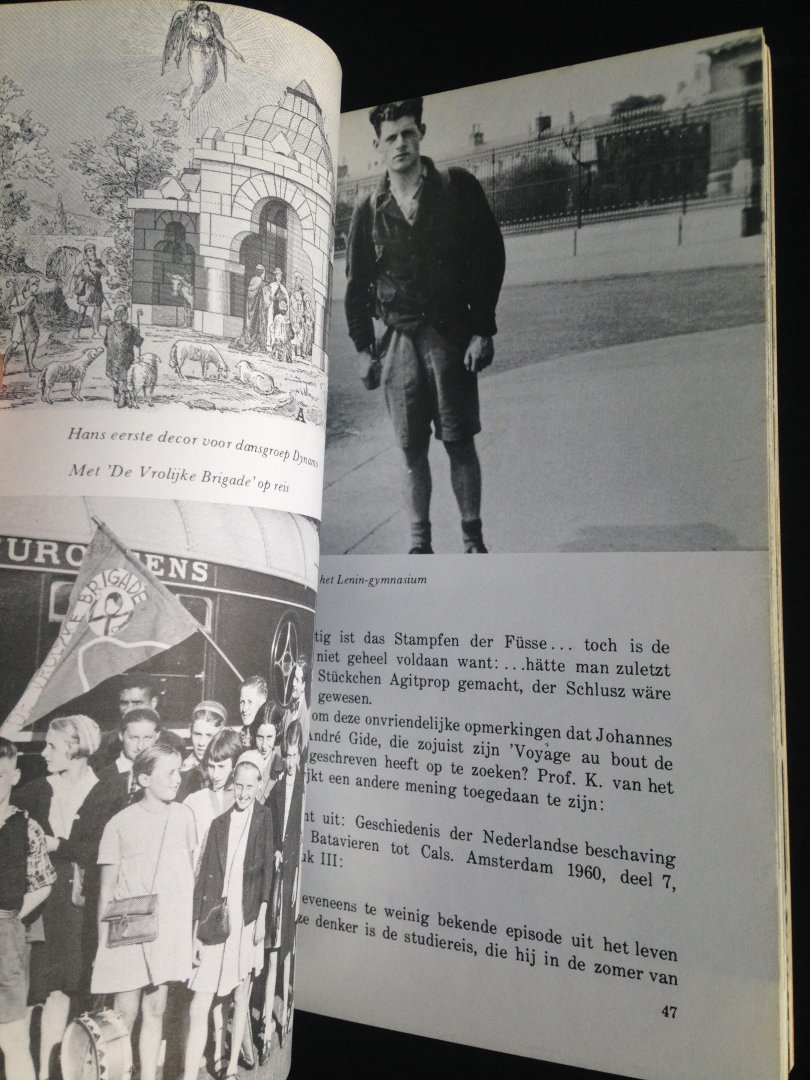 A
Hans eerste decor voor dansgroep Dynamo
Met 'De Vrolijke Brigade' op reis
BRIGADE
VROLIJKE
het Lenin-gymnasium
tig ist das Stampfen der Füsse... toch is de
niet geheel voldaan want: ...hätte man zuletzt
Stückchen Agitprop gemacht, der Schlusz wäre
gewesen.
om deze onvriendelijke opmerkingen dat Johannes
André Gide, die zojuist zijn 'Voyage au bout de
geschreven heeft op te zoeken? Prof. K. van het
jkt een andere mening toegedaan te zijn:
t uit: Geschiedenis der Nederlandse beschaving
Batavieren tot Cals. Amsterdam 1960, deel 7,
uk III:
eveneens te weinig bekende episode uit het leven
ze denker is de studiereis, die hij in de zomer van
47